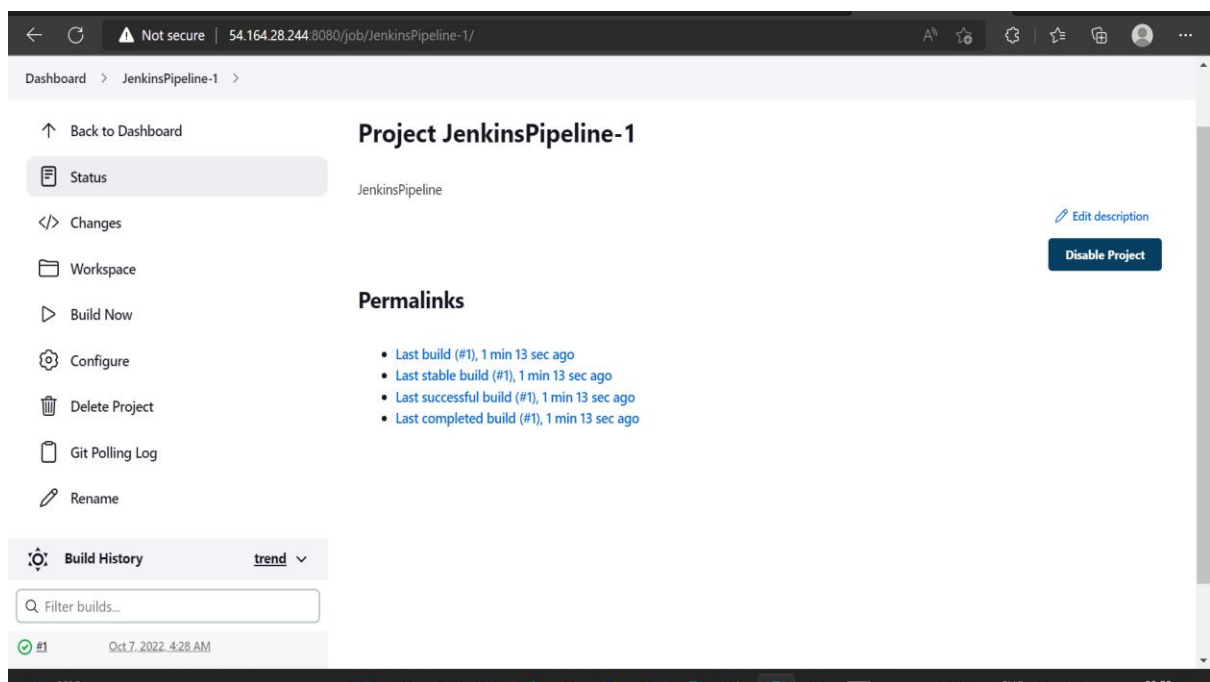 Not secure | 54.164.28.244:8080/job/JenkinsPipeline-1/
Dashboard > JenkinsPipeline-1 >
Back to Dashboard
Status
Changes
Workspace
Build Now
Configure
Delete Project
Git Polling Log
Rename
Build History trend
Filter builds...
#1 Oct 7, 2022, 4:28 AM
Project JenkinsPipeline-1
JenkinsPipeline
Edit description
Disable Project
Permalinks
• Last build (#1), 1 min 13 sec ago
• Last stable build (#1), 1 min 13 sec ago
• Last successful build (#1), 1 min 13 sec ago
• Last completed build (#1), 1 min 13 sec ago